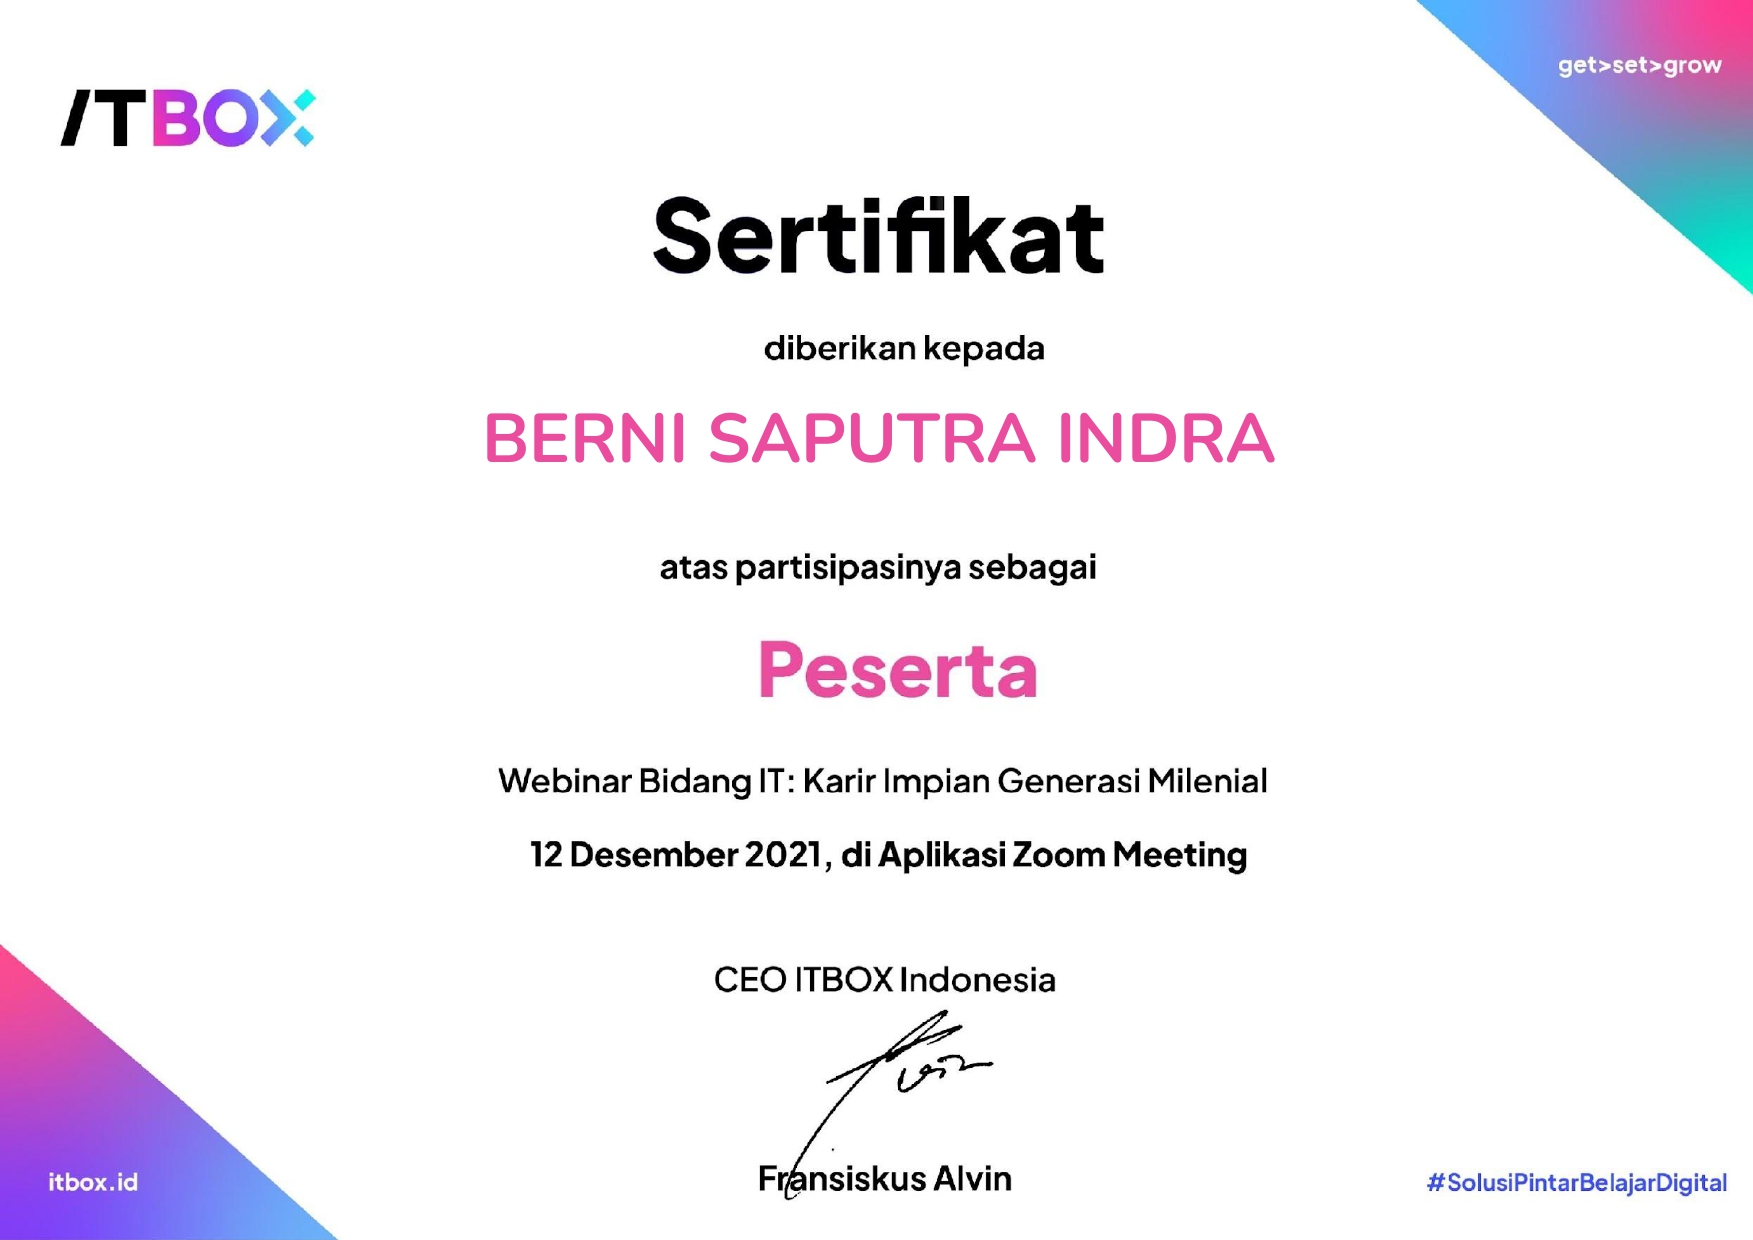 get>set>grow
ITBOX
Sertifikat
diberikan kepada
BERNI SAPUTRA INDRA
atas partisipasinya sebagai
Peserta
Webinar Bidang IT: Karir Impian Generasi Milenial
12 Desember 2021, di Aplikasi Zoom Meeting
CEO ITBOX Indonesia
Fransiskus Alvin
itbox.id
#SolusiPintarBelajarDigital